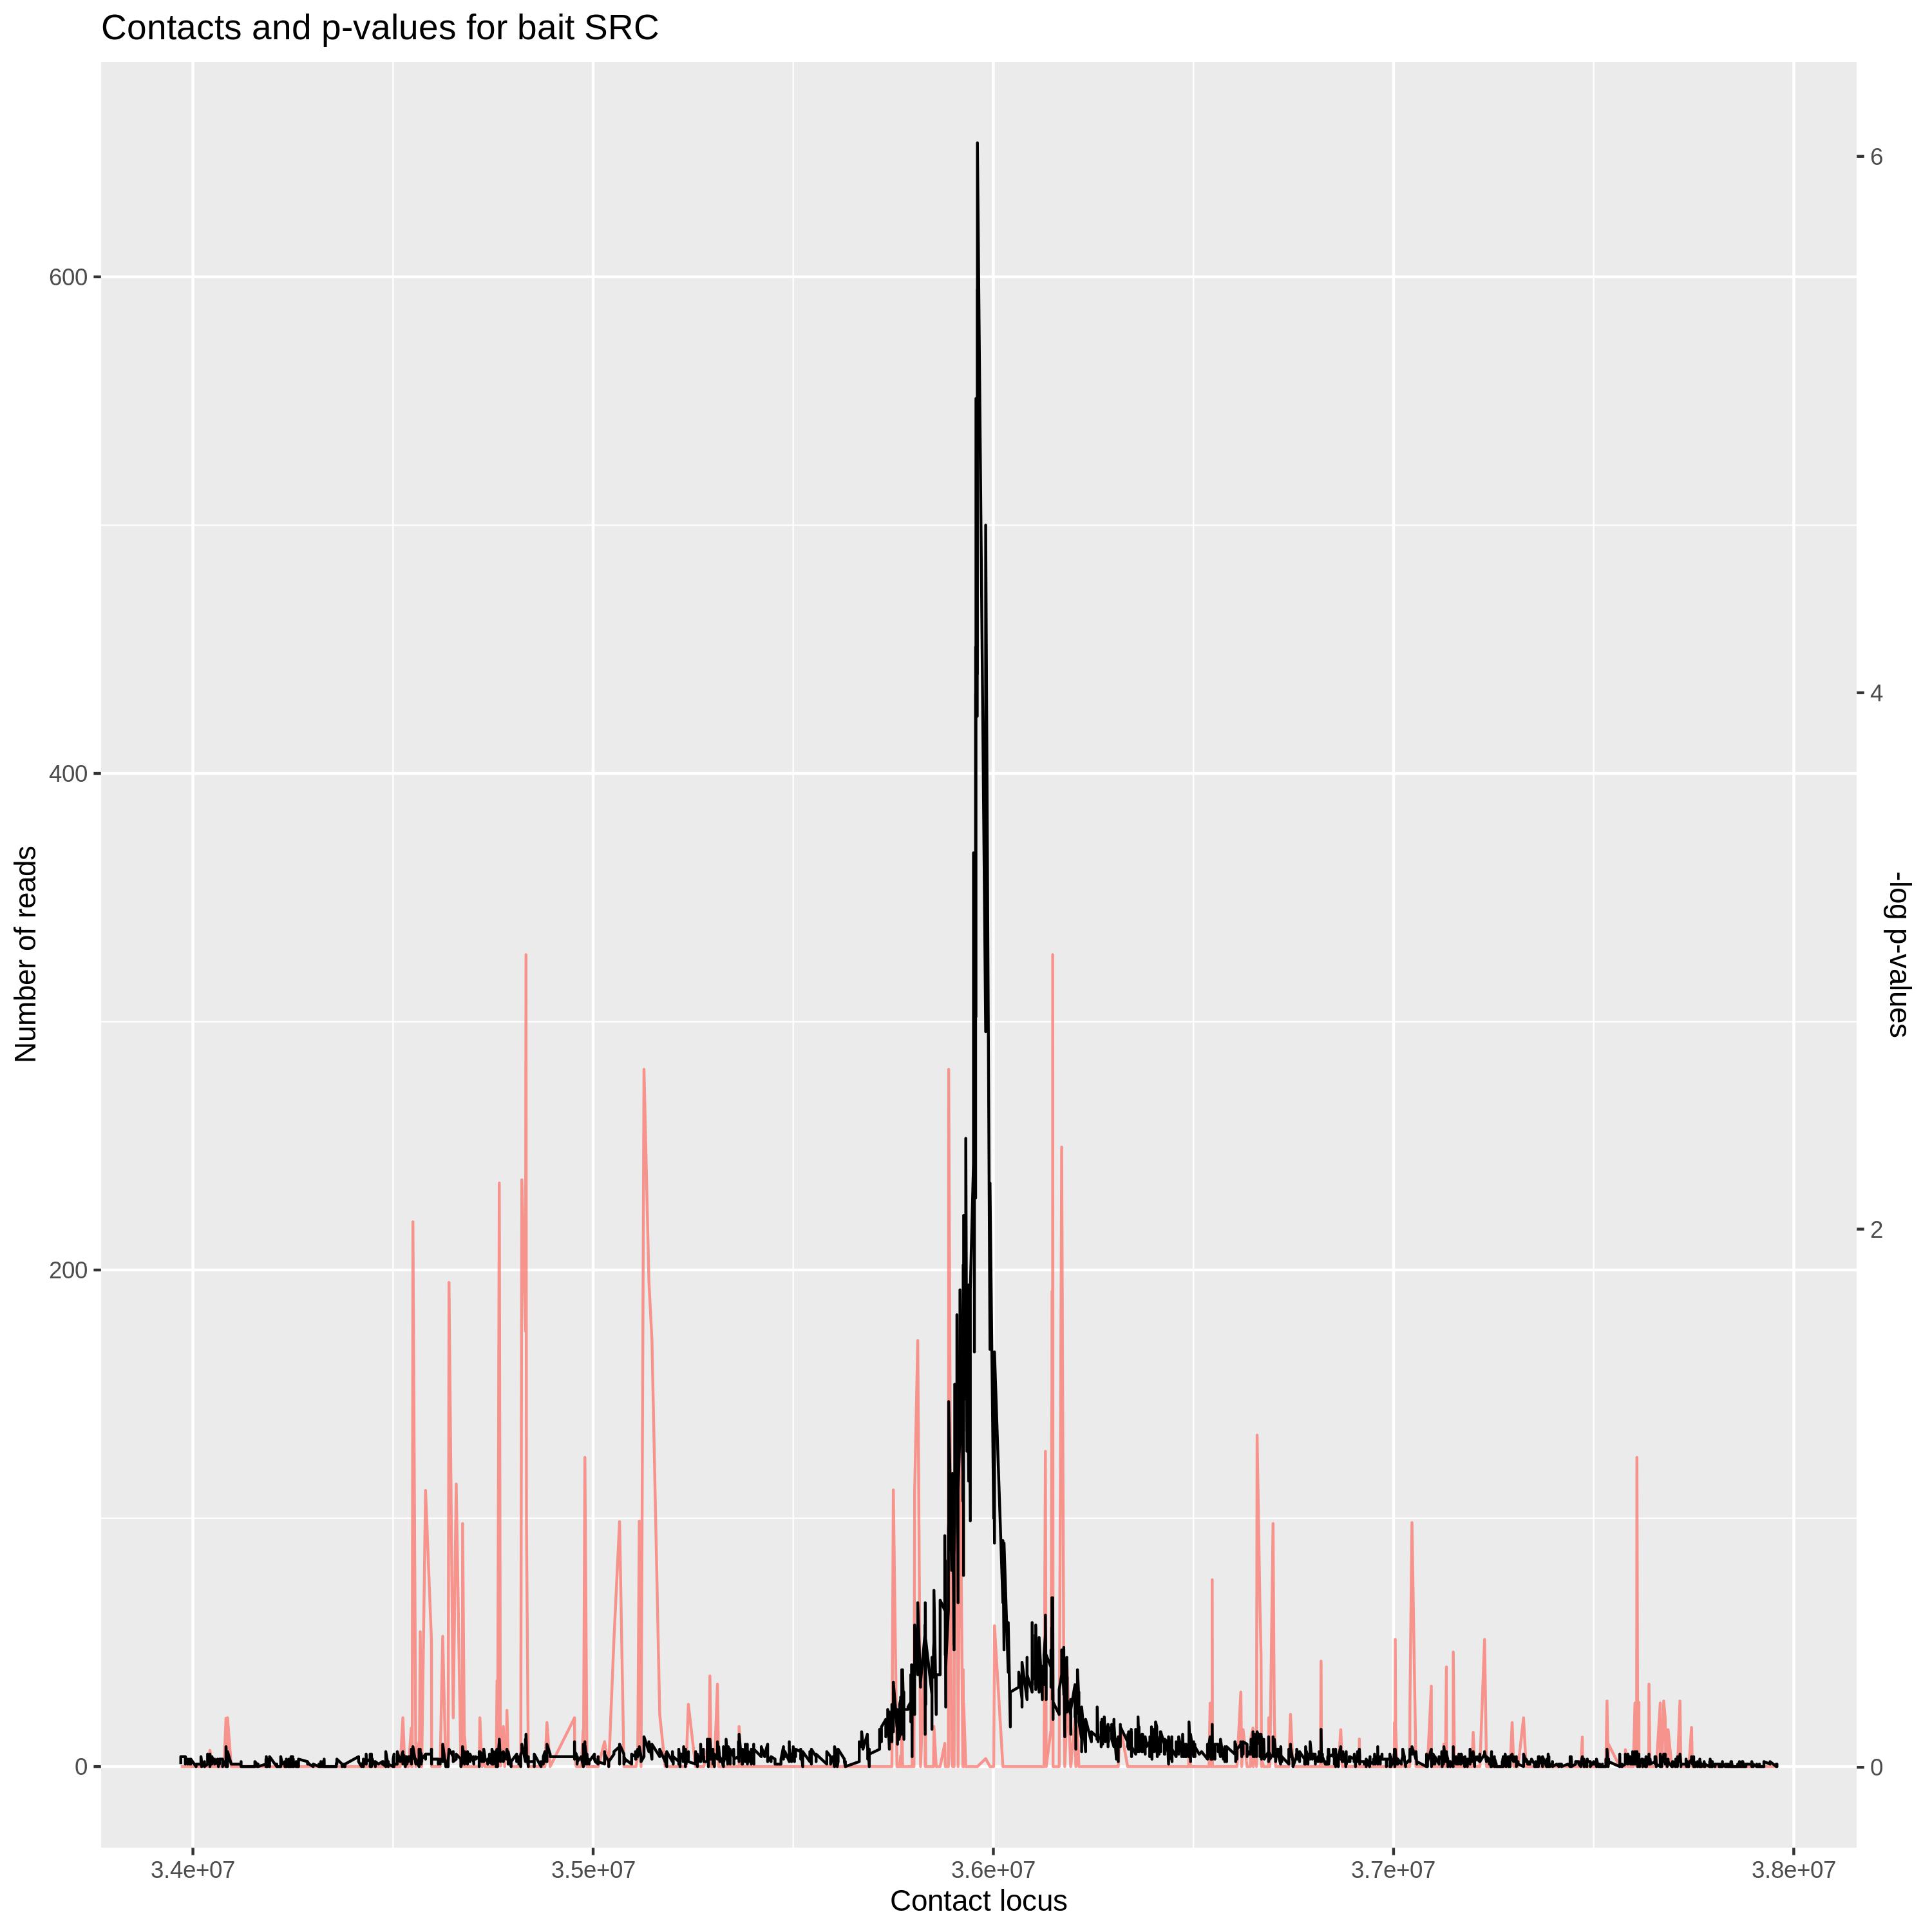 Contacts and p-values for bait SRC
600
400
200
0
Number of reads
6
4
2
0
-log p-values
3.4e+07
3.5e+07
3.6e+07
3.7e+07
3.8e+07
Contact locus